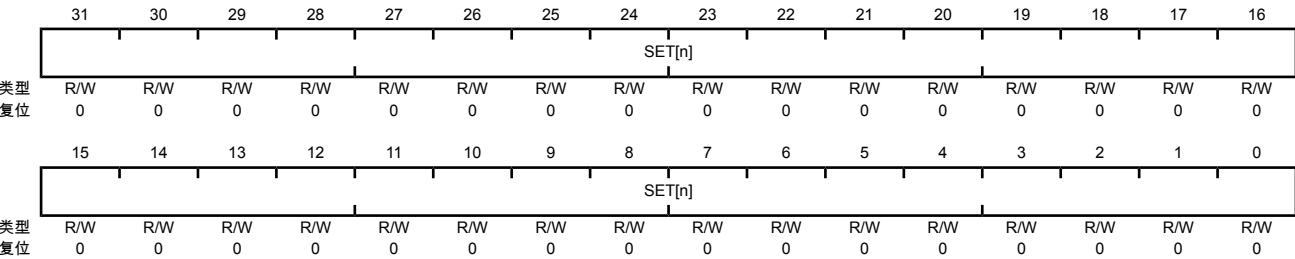 31 30 29 28 27 26 25 24 23 22 21 20 19 18 17 16
SET[n]
类型 R/W R/W R/W R/W R/W R/W R/W R/W R/W R/W R/W R/W R/W R/W R/W R/W
复位 0 0 0 0 0 0 0 0 0 0 0 0 0 0 0 0
15 14 13 12 11 10 9 8 7 6 5 4 3 2 1 0
SET[n]
类型 R/W R/W R/W R/W R/W R/W R/W R/W R/W R/W R/W R/W R/W R/W R/W R/W
复位 0 0 0 0 0 0 0 0 0 0 0 0 0 0 0 0